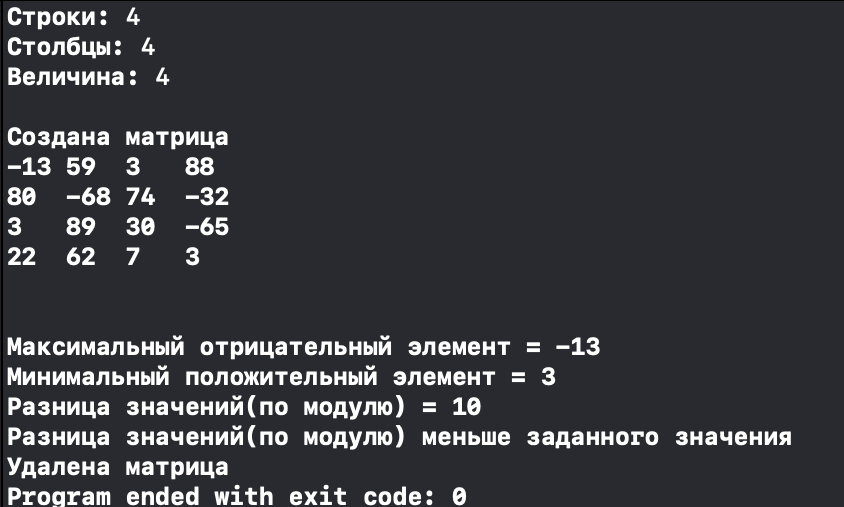 Строки: 4
Столбцы: 4
Величина: 4
Создана матрица
-13 59 3 88
80 -68 74 -32
3 89 30 -65
22 62 7 3
Максимальный отрицательный элемент = -13
Минимальный положительный элемент = 3
Разница значений(по модулю) = 10
Разница значений(по модулю) меньше заданного значения
Удалена матрица
Program ended with exit code: 0